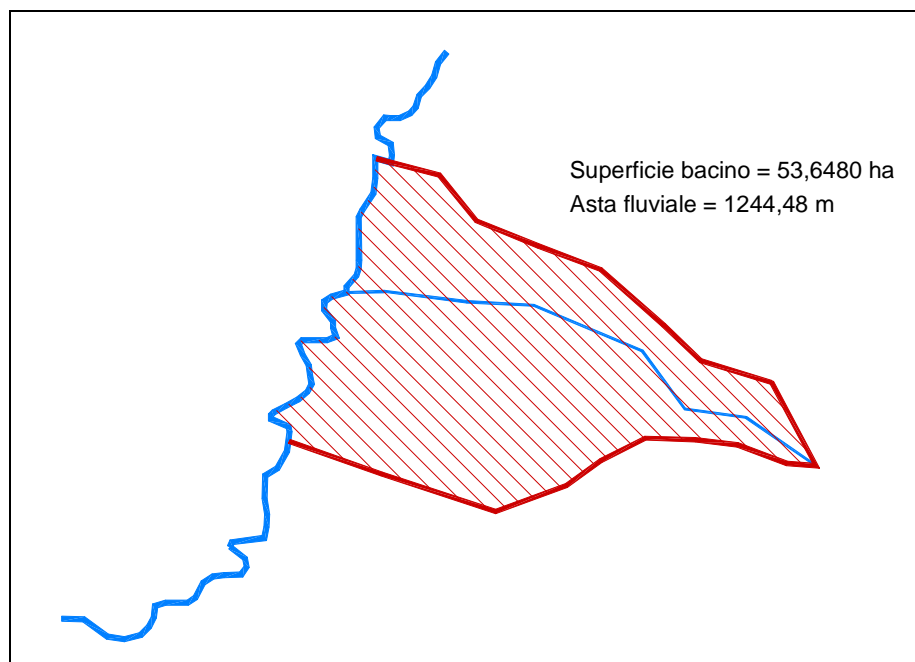 Superficie bacino = 53,6480 ha
Asta fluviale = 1244,48 m